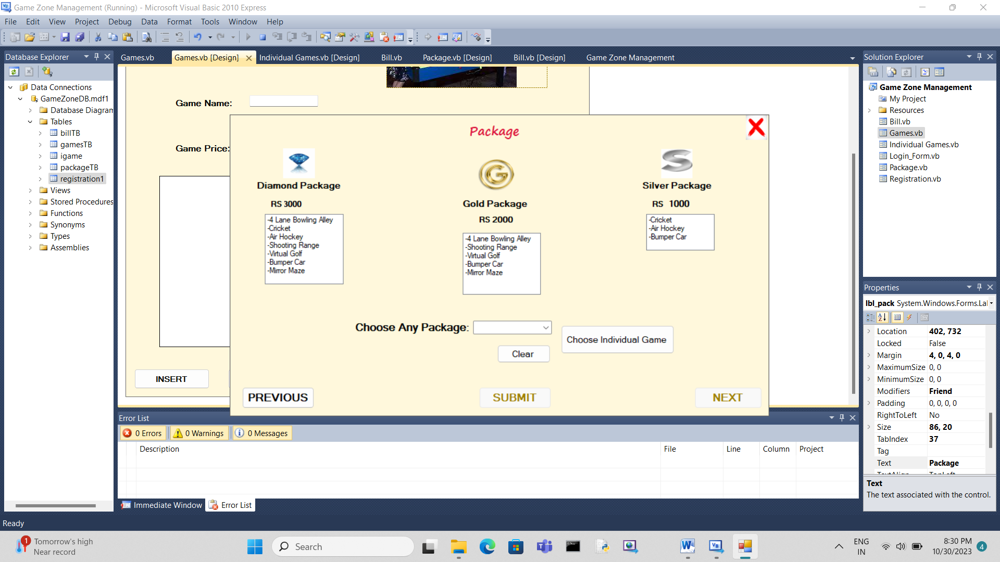 Game Zone Management (Running) - Microsoft Visual Basic 2010 Express
File Edit View Project Debug Data Format Tools Window Help
Database Explorer
Data Connections
GameZoneDB.mdf1
Database Diagram
Tables
billTB
gamesTB
igame
packageTB
registration1
Views
Stored Procedures
Functions
Synonyms
Types
Assemblies
Games.vb Games.vb [Design] Individual Games.vb [Design] Bill.vb Package.vb [Design] Bill.vb [Design] Game Zone Management
Game Name:
Game Price:
INSERT
Package
Diamond Package
RS 3000
-4 Lane Bowling Alley
-Cricket
-Air Hockey
-Shooting Range
-Virtual Golf
-Bumper Car
-Mirror Maze
G
Gold Package
RS 2000
-4 Lane Bowling Alley
-Shooting Range
-Virtual Golf
-Bumper Car
-Mirror Maze
S
Silver Package
RS 1000
-Cricket
-Air Hockey
-Bumper Car
Choose Any Package:
Choose Individual Game
Clear
PREVIOUS
SUBMIT
NEXT
Error List
0 Errors 0 Warnings 0 Messages
Description File Line Column Project
Immediate Window Error List
Solution Explorer
Game Zone Management
My Project
Resources
Bill.vb
Games.vb
Individual Games.vb
Login_Form.vb
Package.vb
Registration.vb
Properties
lbl_pack System.Windows.Forms.Lal
Location 402, 732
Locked False
Margin 4, 0, 4, 0
MaximumSize 0, 0
MinimumSize 0, 0
Modifiers Friend
Padding 0, 0, 0, 0
RightToLeft No
Size 86, 20
TabIndex 37
Tag
Text Package
TextAlign TopLeft
Text
The text associated with the control.
Ready
1
Tomorrow's high
Near record
Search
ENG
IN
8:30 PM
10/30/2023
4